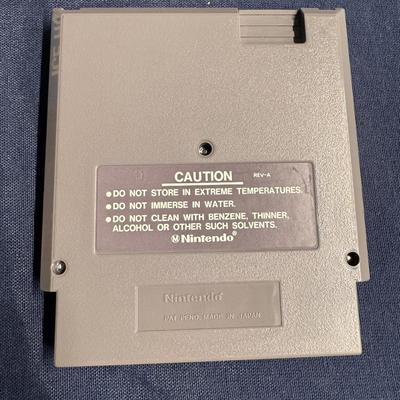 CAUTION REV-A
●DO NOT STORE IN EXTREME TEMPERATURES.
●DO NOT IMMERSE IN WATER.
●DO NOT CLEAN WITH BENZENE, THINNER,
ALCOHOL OR OTHER SUCH SOLVENTS.
Ⓜ Nintendo®
Nintendo®
PAT. PEND. MADE IN JAPAN